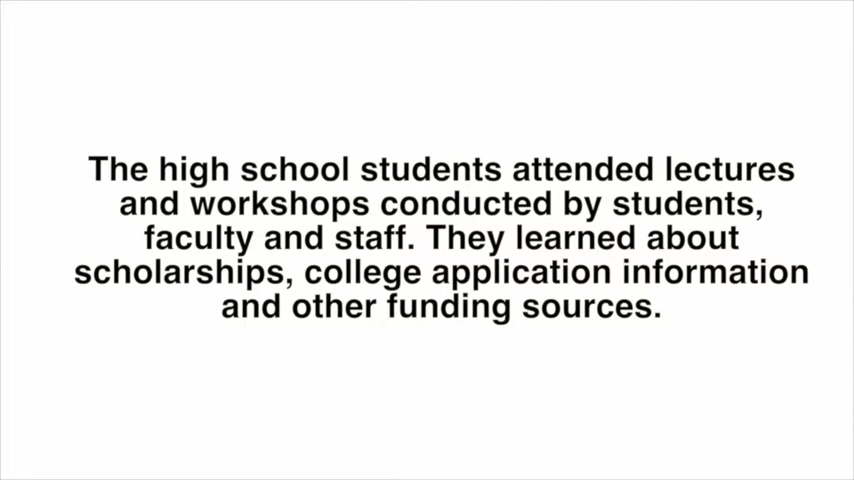 The high school students attended lectures
and workshops conducted by students,
faculty and staff. They learned about
scholarships, college application information
and other funding sources.